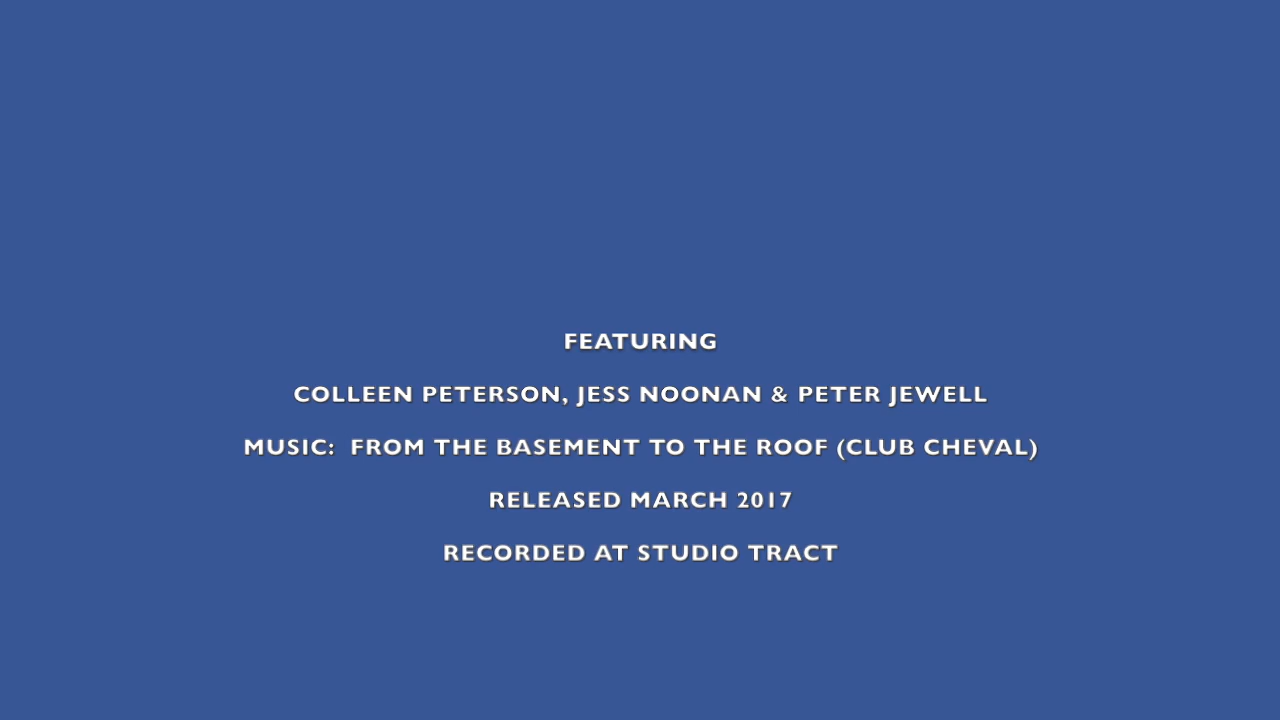 FEATURING
COLLEEN PETERSON, JESS NOONAN & PETER JEWELL
MUSIC:  FROM THE BASEMENT TO THE ROOF (CLUB CHEVAL)
RELEASED MARCH 2017
RECORDED AT STUDIO TRACT